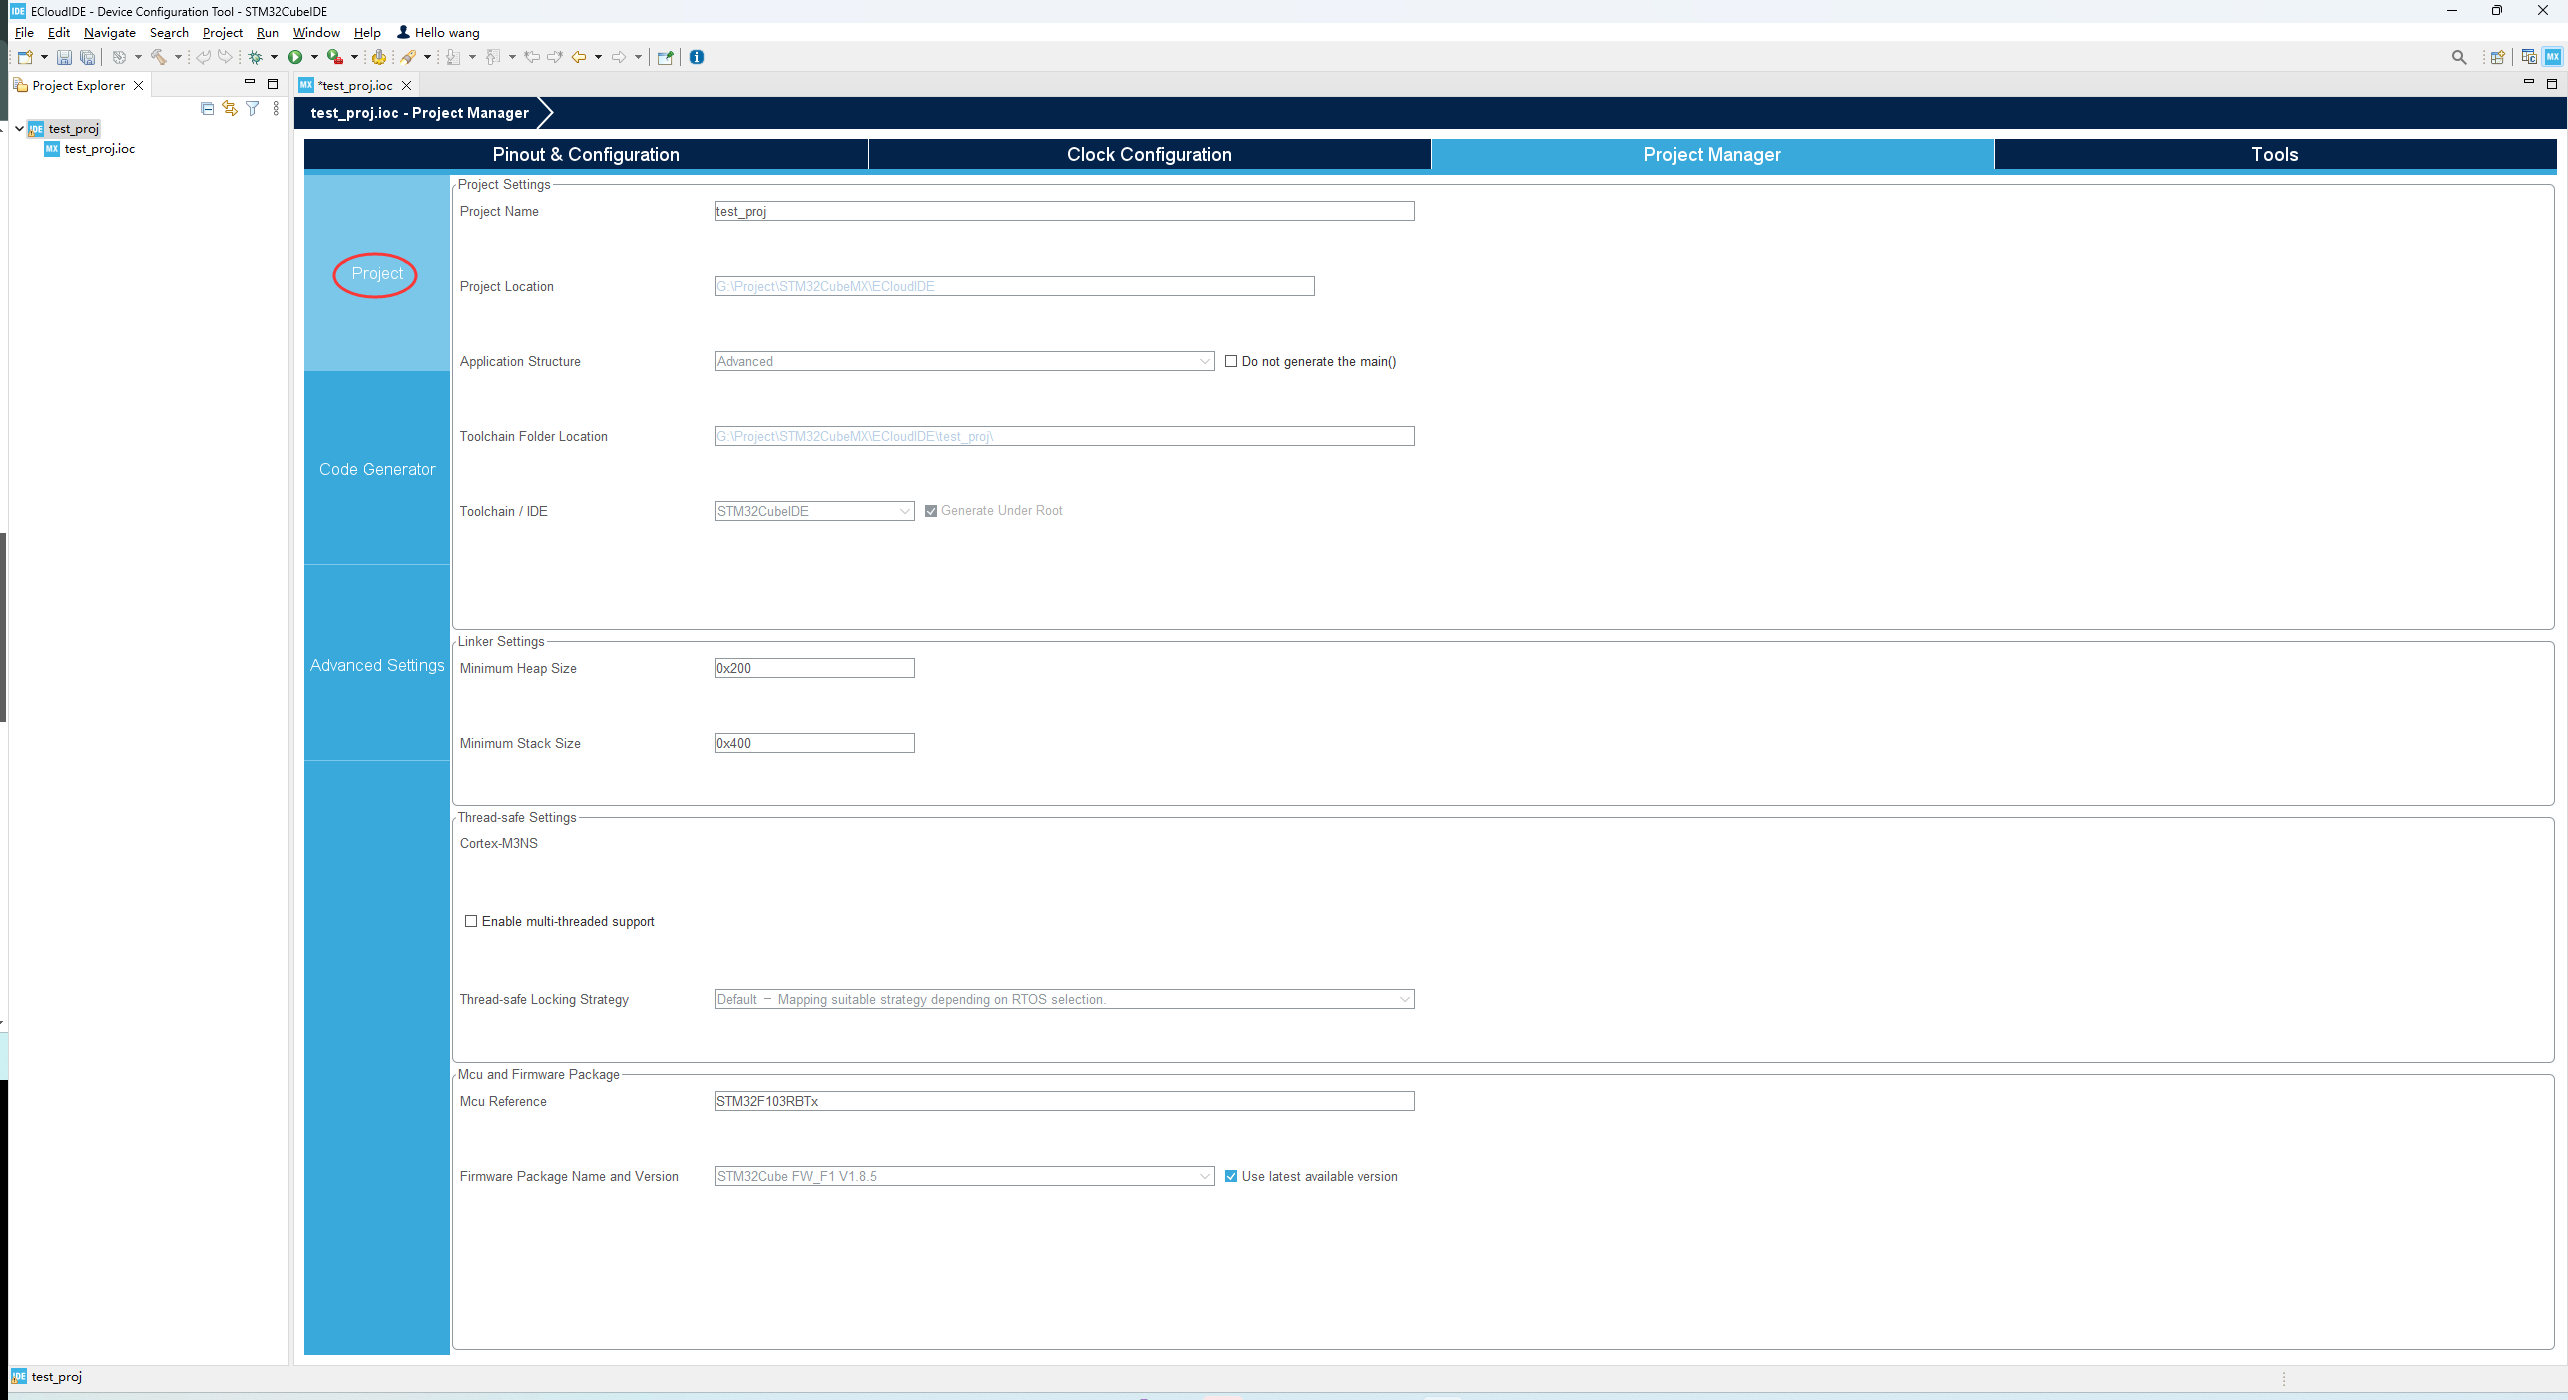 ECloudIDE - Device Configuration Tool - STM32CubeIDE
File Edit Navigate Search Project Run Window Help Hello wang
Project Explorer
*test_proj.ioc
test_proj.ioc - Project Manager
test_proj
test_proj.ioc
Pinout & Configuration
Clock Configuration
Project Manager
Tools
Project
Code Generator
Advanced Settings
Project Settings
Project Name test_proj
Project Location G:\Project\STM32CubeMX\ECloudIDE
Application Structure Advanced Do not generate the main()
Toolchain Folder Location G:\Project\STM32CubeMX\ECloudIDE\test_proj\
Toolchain / IDE STM32CubeIDE Generate Under Root
Linker Settings
Minimum Heap Size 0x200
Minimum Stack Size 0x400
Thread-safe Settings
Cortex-M3NS
Enable multi-threaded support
Thread-safe Locking Strategy Default － Mapping suitable strategy depending on RTOS selection.
Mcu and Firmware Package
Mcu Reference STM32F103RBTx
Firmware Package Name and Version STM32Cube FW_F1 V1.8.5 Use latest available version
test_proj